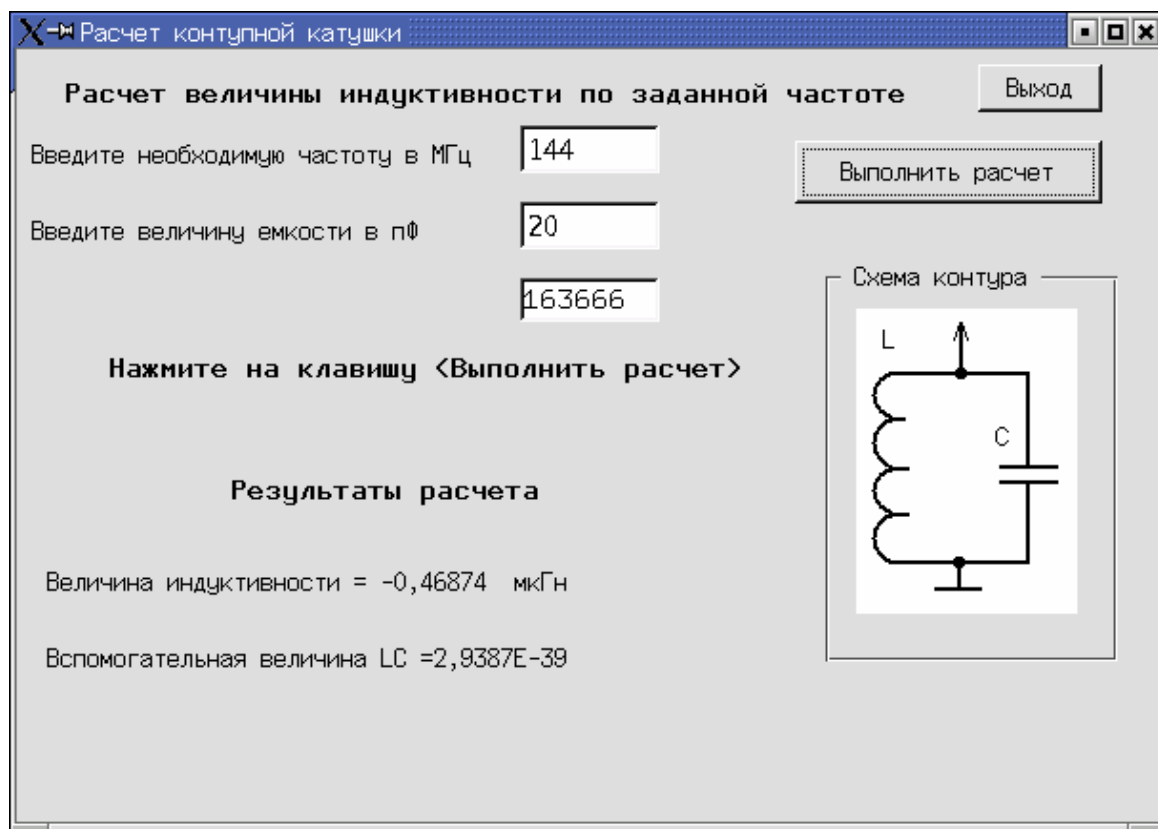 Расчет контупной катушки
Расчет величины индуктивности по заданной частоте
Выход
Введите необходимую частоту в МГц
144
Выполнить расчет
Введите величину емкости в пФ
20
163666
Схема контура
L
C
Нажмите на клавишу <Выполнить расчет>
Результаты расчета
Величина индуктивности = -0,46874 мкГн
Вспомогательная величина LC =2,9387E-39